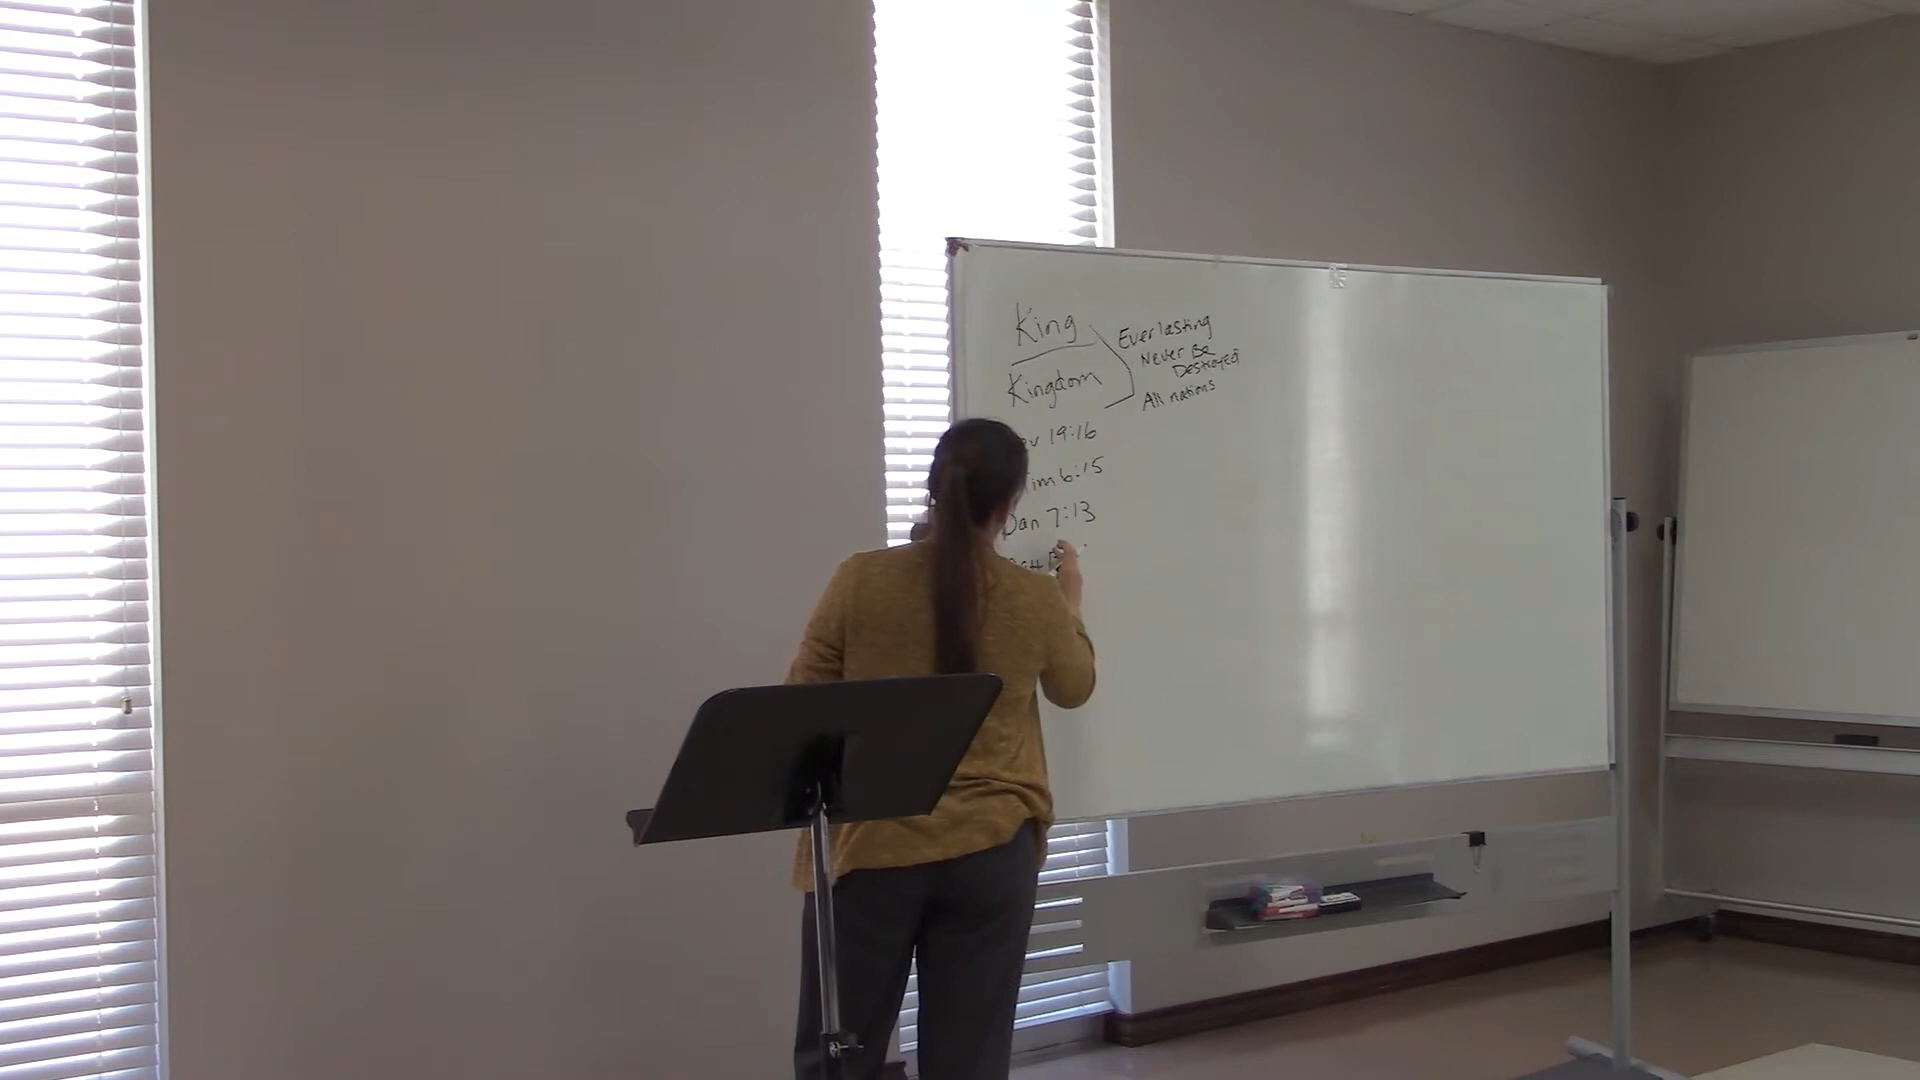 King
Kingdom
Everlasting
Never Be
Destroyed
All nations
19:16
6:15
Dan 7:13